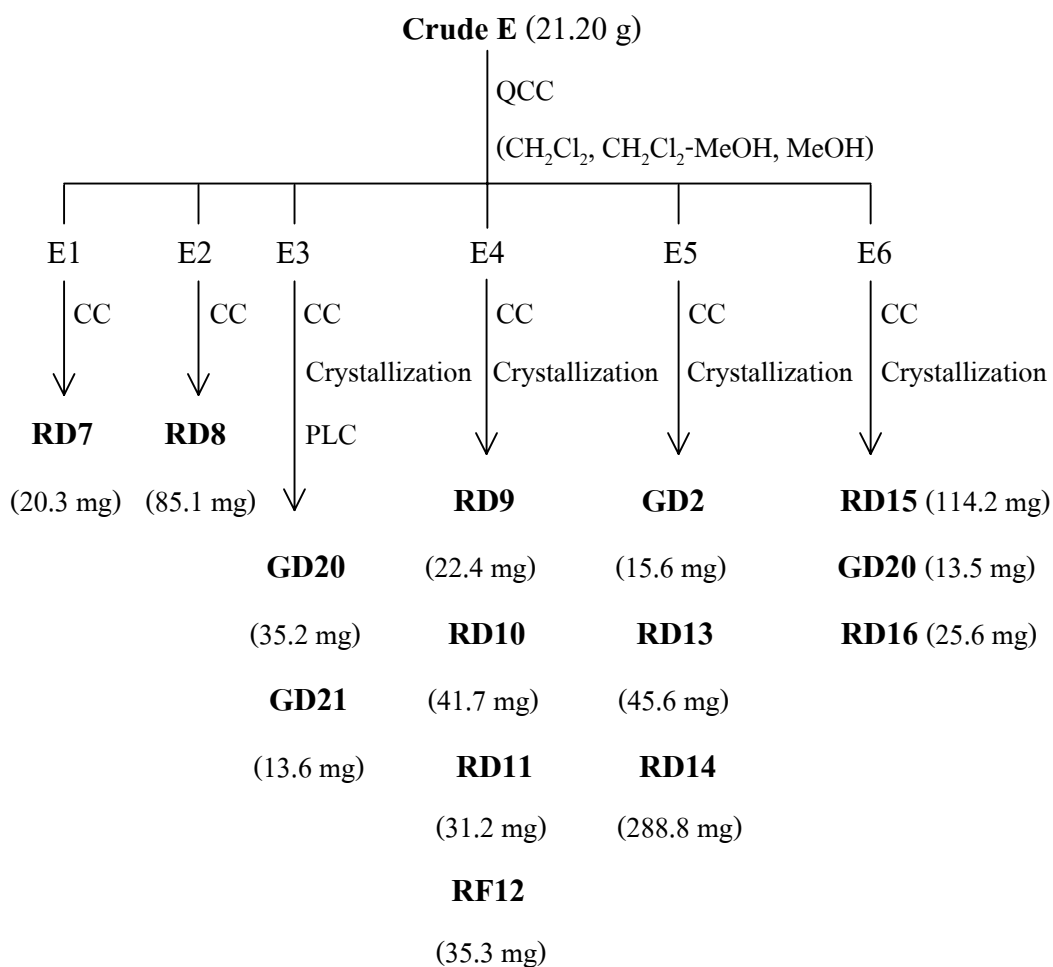 Crude E (21.20 g)
QCC
(CH₂Cl₂, CH₂Cl₂-MeOH, MeOH)
E1 E2 E3 E4 E5 E6
CC CC CC CC CC CC
Crystallization Crystallization Crystallization Crystallization
RD7 RD8 PLC
(20.3 mg) (85.1 mg) RD9 GD2 RD15 (114.2 mg)
GD20 (22.4 mg) (15.6 mg) GD20 (13.5 mg)
(35.2 mg) RD10 RD13 RD16 (25.6 mg)
GD21 (41.7 mg) (45.6 mg)
(13.6 mg) RD11 RD14
(31.2 mg) (288.8 mg)
RF12
(35.3 mg)